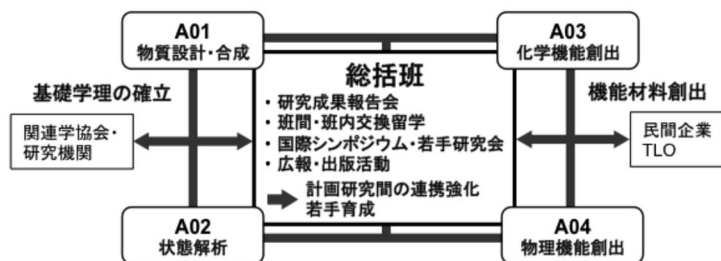 A01
物質設計・合成
A03
化学機能創出
総括班
・研究成果報告会
・班間・班内交換留学
・国際シンポジウム・若手研究会
・広報・出版活動
計画研究間の連携強化
若手育成
基礎学理の確立
関連学協会・
研究機関
機能材料創出
民間企業
TLO
A02
状態解析
A04
物理機能創出